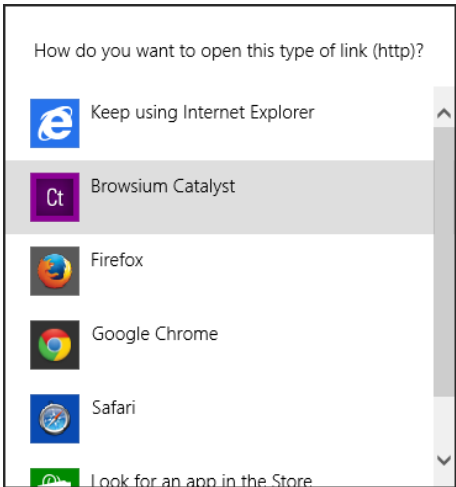 How do you want to open this type of link (http)?
Keep using Internet Explorer
Ct
Browsium Catalyst
Firefox
Google Chrome
Safari
Look for an app in the Store